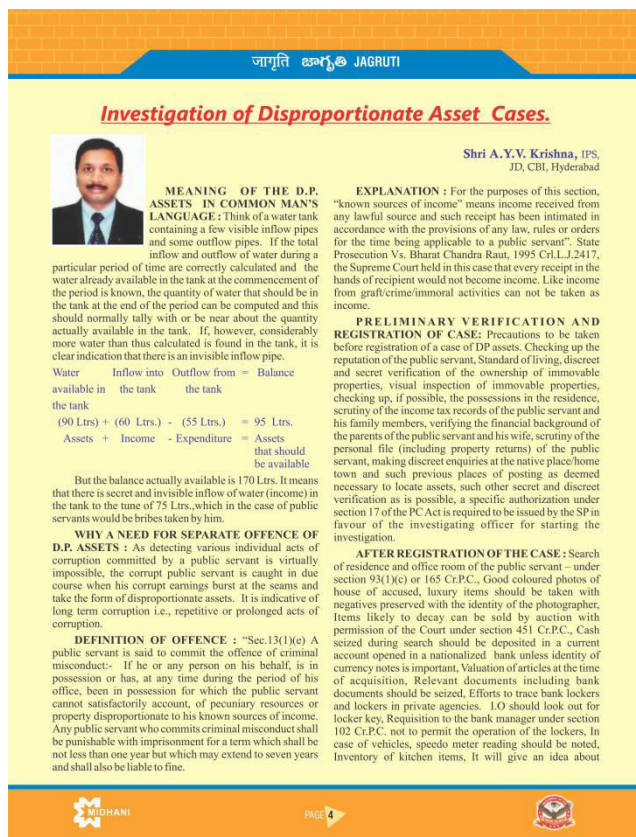 जागृति జాగృతి JAGRUTI
Investigation of Disproportionate Asset Cases.
Shri A.Y.V. Krishna, IPS,
JD, CBI, Hyderabad
MEANING OF THE D.P.
ASSETS IN COMMON MAN'S
LANGUAGE : Think of a water tank
containing a few visible inflow pipes
and some outflow pipes. If the total
inflow and outflow of water during a
particular period of time are correctly calculated and the
water already available in the tank at the commencement of
the period is known, the quantity of water that should be in
the tank at the end of the period can be computed and this
should normally tally with or be near about the quantity
actually available in the tank. If, however, considerably
more water than thus calculated is found in the tank, it is
clear indication that there is an invisible inflow pipe.
Water Inflow into Outflow from = Balance
available in the tank the tank
the tank
(90 Ltrs) + (60 Ltrs.) - (55 Ltrs.) = 95 Ltrs.
Assets + Income - Expenditure = Assets
that should
be available
But the balance actually available is 170 Ltrs. It means
that there is secret and invisible inflow of water (income) in
the tank to the tune of 75 Ltrs.,which in the case of public
servants would be bribes taken by him.
WHY A NEED FOR SEPARATE OFFENCE OF
D.P. ASSETS : As detecting various individual acts of
corruption committed by a public servant is virtually
impossible, the corrupt public servant is caught in due
course when his corrupt earnings burst at the seams and
take the form of disproportionate assets. It is indicative of
long term corruption i.e., repetitive or prolonged acts of
corruption.
DEFINITION OF OFFENCE : “Sec.13(1)(e) A
public servant is said to commit the offence of criminal
misconduct:- If he or any person on his behalf, is in
possession or has, at any time during the period of his
office, been in possession for which the public servant
cannot satisfactorily account, of pecuniary resources or
property disproportionate to his known sources of income.
Any public servant who commits criminal misconduct shall
be punishable with imprisonment for a term which shall be
not less than one year but which may extend to seven years
and shall also be liable to fine.
EXPLANATION : For the purposes of this section,
“known sources of income” means income received from
any lawful source and such receipt has been intimated in
accordance with the provisions of any law, rules or orders
for the time being applicable to a public servant”. State
Prosecution Vs. Bharat Chandra Raut, 1995 Crl.L.J.2417,
the Supreme Court held in this case that every receipt in the
hands of recipient would not become income. Like income
from graft/crime/immoral activities can not be taken as
income.
PRELIMINARY VERIFICATION AND
REGISTRATION OF CASE: Precautions to be taken
before registration of a case of DP assets. Checking up the
reputation of the public servant, Standard of living, discreet
and secret verification of the ownership of immovable
properties, visual inspection of immovable properties,
checking up, if possible, the possessions in the residence,
scrutiny of the income tax records of the public servant and
his family members, verifying the financial background of
the parents of the public servant and his wife, scrutiny of the
personal file (including property returns) of the public
servant, making discreet enquiries at the native place/home
town and such previous places of posting as deemed
necessary to locate assets, such other secret and discreet
verification as is possible, a specific authorization under
section 17 of the PC Act is required to be issued by the SP in
favour of the investigating officer for starting the
investigation.
AFTER REGISTRATION OF THE CASE : Search
of residence and office room of the public servant – under
section 93(1)(c) or 165 Cr.P.C., Good coloured photos of
house of accused, luxury items should be taken with
negatives preserved with the identity of the photographer,
Items likely to decay can be sold by auction with
permission of the Court under section 451 Cr.P.C., Cash
seized during search should be deposited in a current
account opened in a nationalized bank unless identity of
currency notes is important, Valuation of articles at the time
of acquisition, Relevant documents including bank
documents should be seized, Efforts to trace bank lockers
and lockers in private agencies. I.O should look out for
locker key, Requisition to the bank manager under section
102 Cr.P.C. not to permit the operation of the lockers, In
case of vehicles, speedo meter reading should be noted,
Inventory of kitchen items, It will give an idea about
MIDHANI
PAGE 4